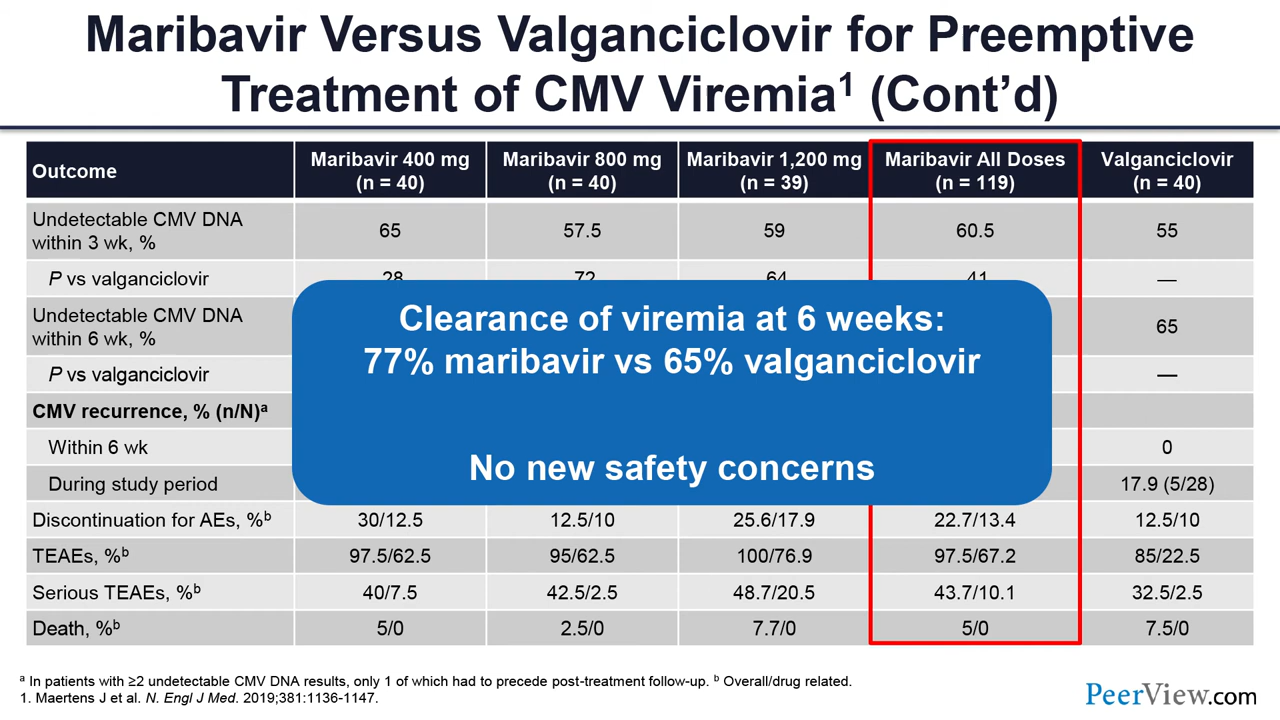 Maribavir Versus Valganciclovir for Preemptive
Treatment of CMV Viremia¹ (Cont’d)
Outcome | Maribavir 400 mg (n = 40) | Maribavir 800 mg (n = 40) | Maribavir 1,200 mg (n = 39) | Maribavir All Doses (n = 119) | Valganciclovir (n = 40)
Undetectable CMV DNA within 3 wk, % | 65 | 57.5 | 59 | 60.5 | 55
P vs valganciclovir | 28 | 72 | 64 | 41 | —
Undetectable CMV DNA within 6 wk, % | 65
P vs valganciclovir | —
CMV recurrence, % (n/N)ᵃ
Within 6 wk | 0
During study period | 17.9 (5/28)
Clearance of viremia at 6 weeks:
77% maribavir vs 65% valganciclovir
No new safety concerns
Discontinuation for AEs, %ᵇ | 30/12.5 | 12.5/10 | 25.6/17.9 | 22.7/13.4 | 12.5/10
TEAEs, %ᵇ | 97.5/62.5 | 95/62.5 | 100/76.9 | 97.5/67.2 | 85/22.5
Serious TEAEs, %ᵇ | 40/7.5 | 42.5/2.5 | 48.7/20.5 | 43.7/10.1 | 32.5/2.5
Death, %ᵇ | 5/0 | 2.5/0 | 7.7/0 | 5/0 | 7.5/0
ᵃ In patients with ≥2 undetectable CMV DNA results, only 1 of which had to precede post-treatment follow-up. ᵇ Overall/drug related.
1. Maertens J et al. N. Engl J Med. 2019;381:1136-1147.
PeerView.com